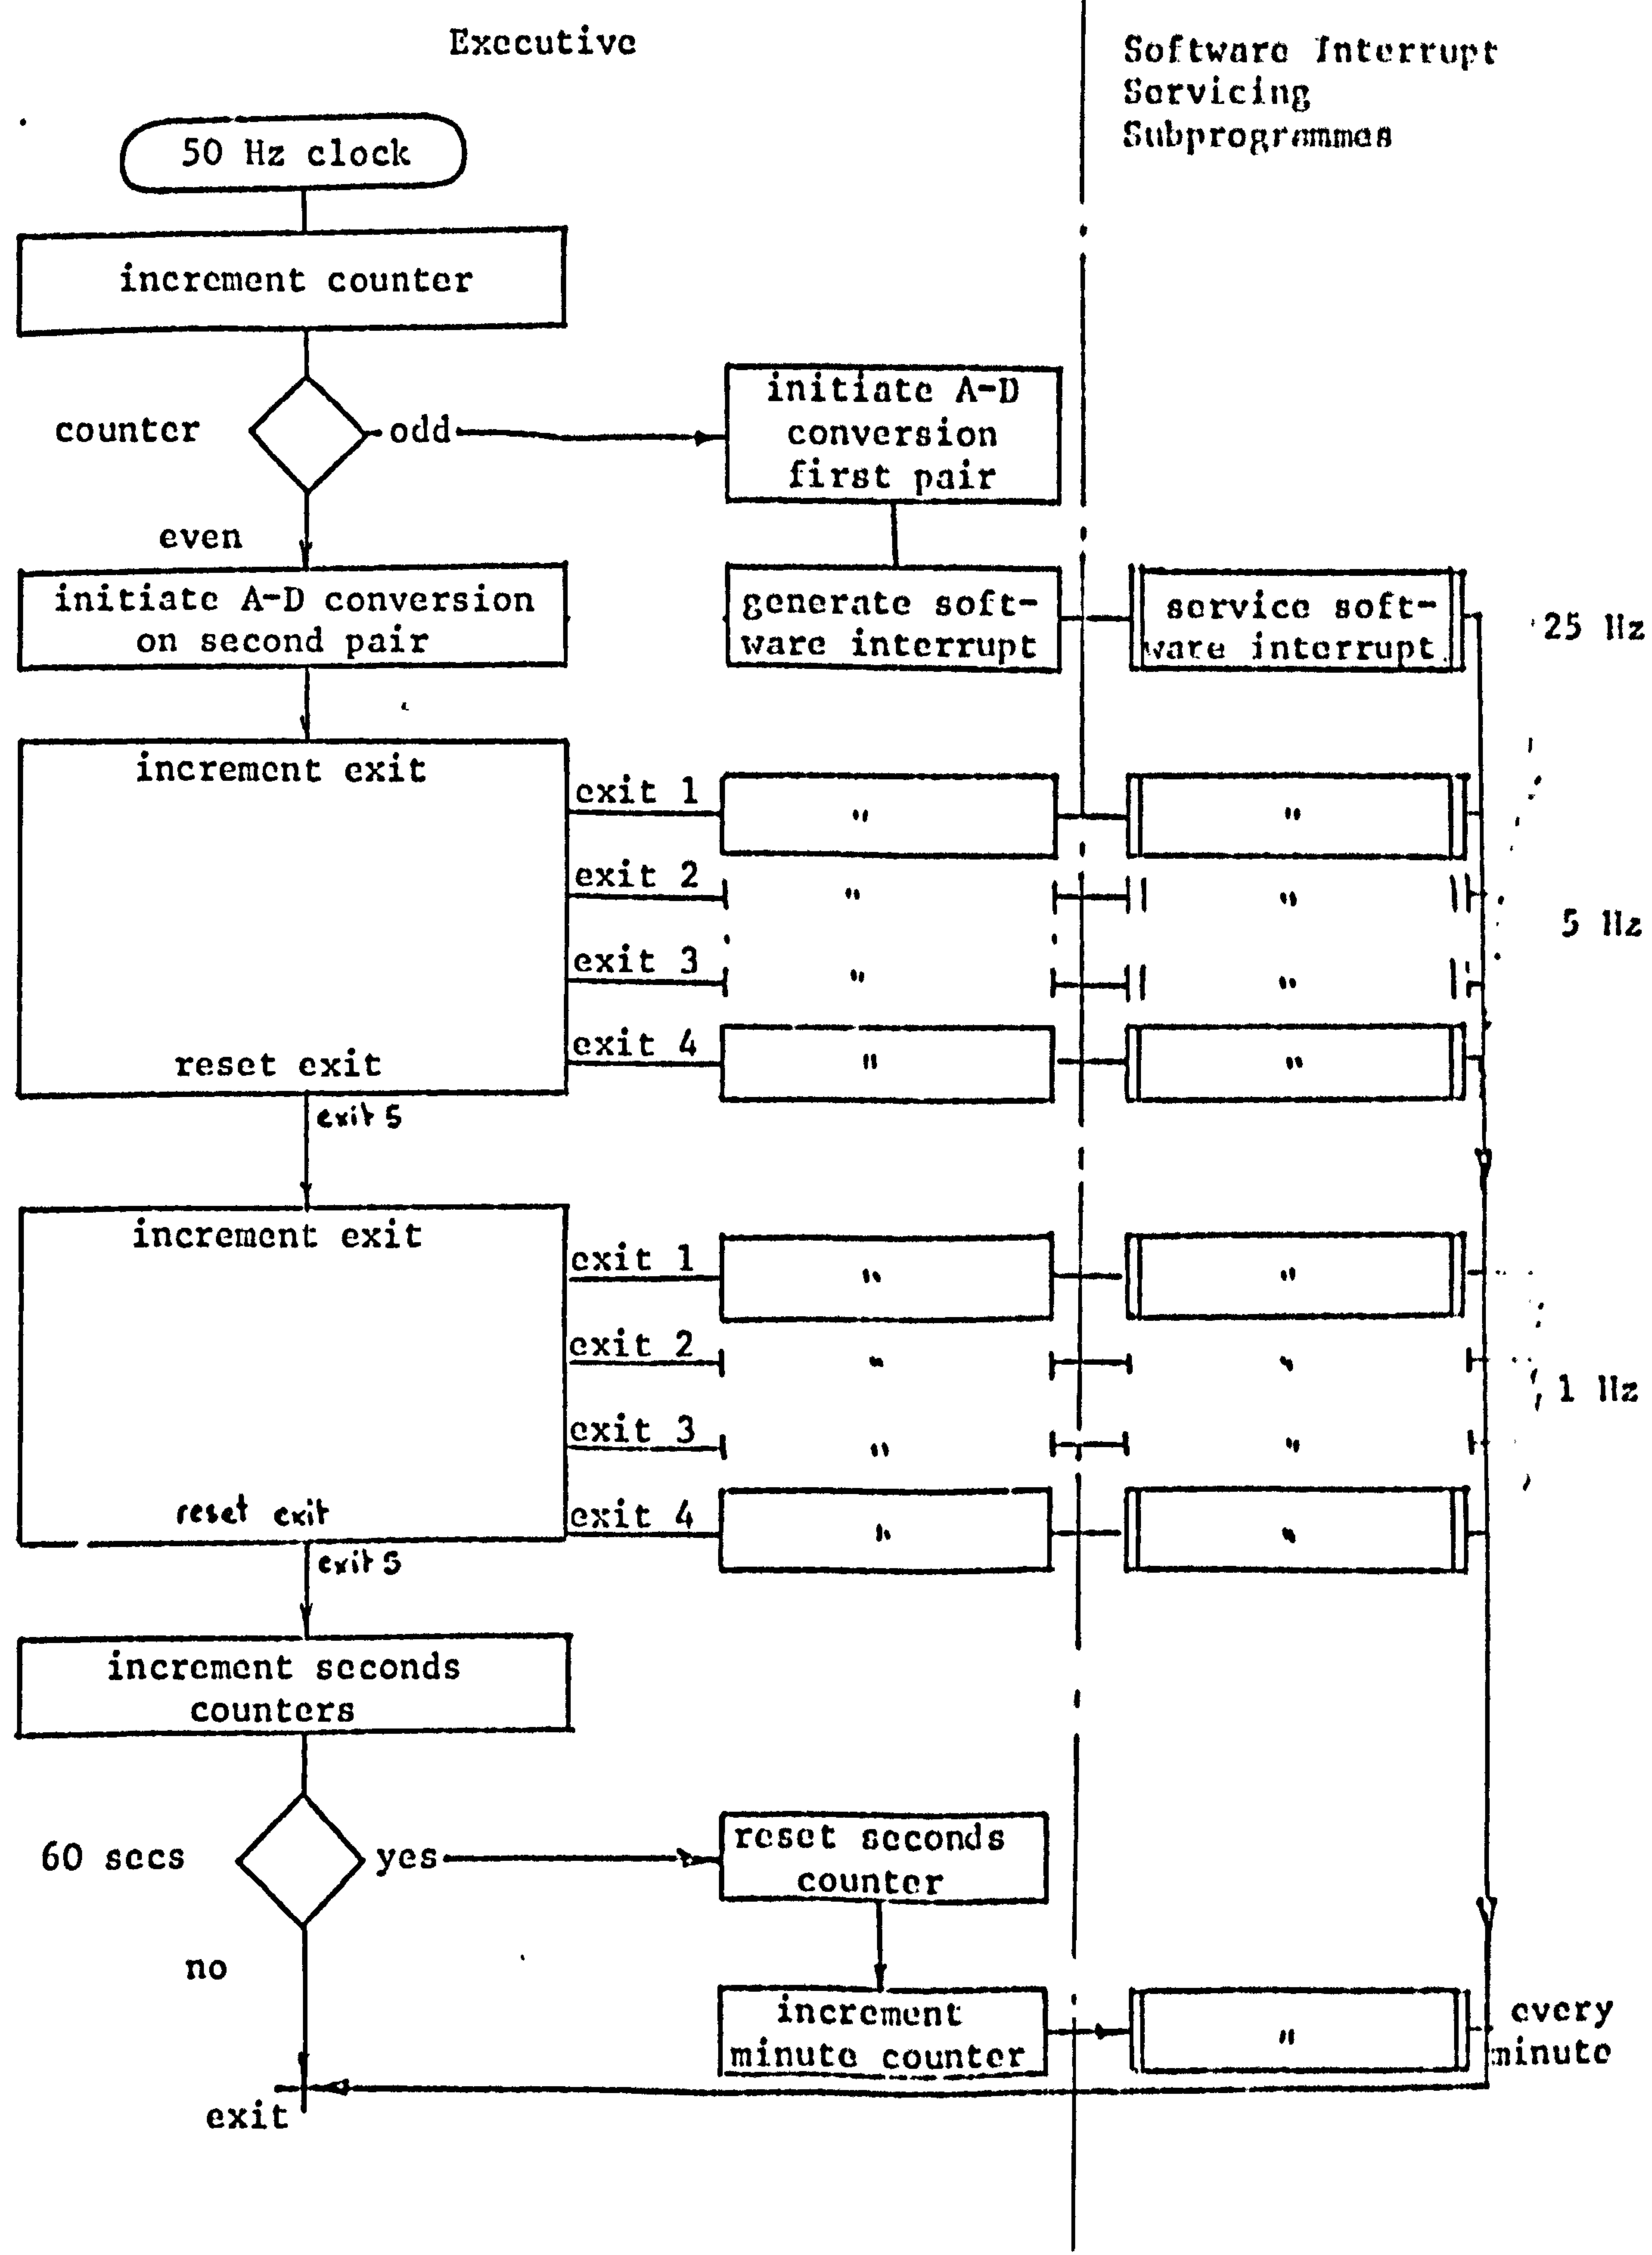 Executive
Software Interrupt
Servicing
Subprogrammes
50 Hz clock
increment counter
counter
odd
initiate A-D
conversion
first pair
even
initiate A-D conversion
on second pair
generate soft-
ware interrupt
service soft-
ware interrupt
25 Hz
increment exit
exit 1
"
"
exit 2
"
"
5 Hz
exit 3
"
"
exit 4
"
"
reset exit
exit 5
increment exit
exit 1
"
"
exit 2
"
"
1 Hz
exit 3
"
"
exit 4
"
"
reset exit
exit 5
increment seconds
counters
60 secs
yes
reset seconds
counter
no
increment
minute counter
"
every
minute
exit